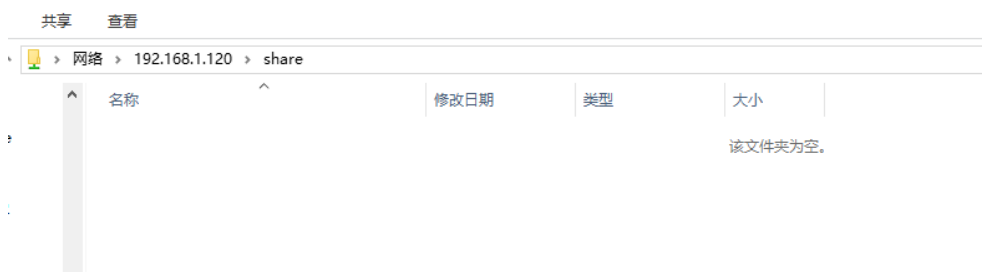 共享 查看
网络 192.168.1.120 share
名称 修改日期 类型 大小
该文件夹为空。